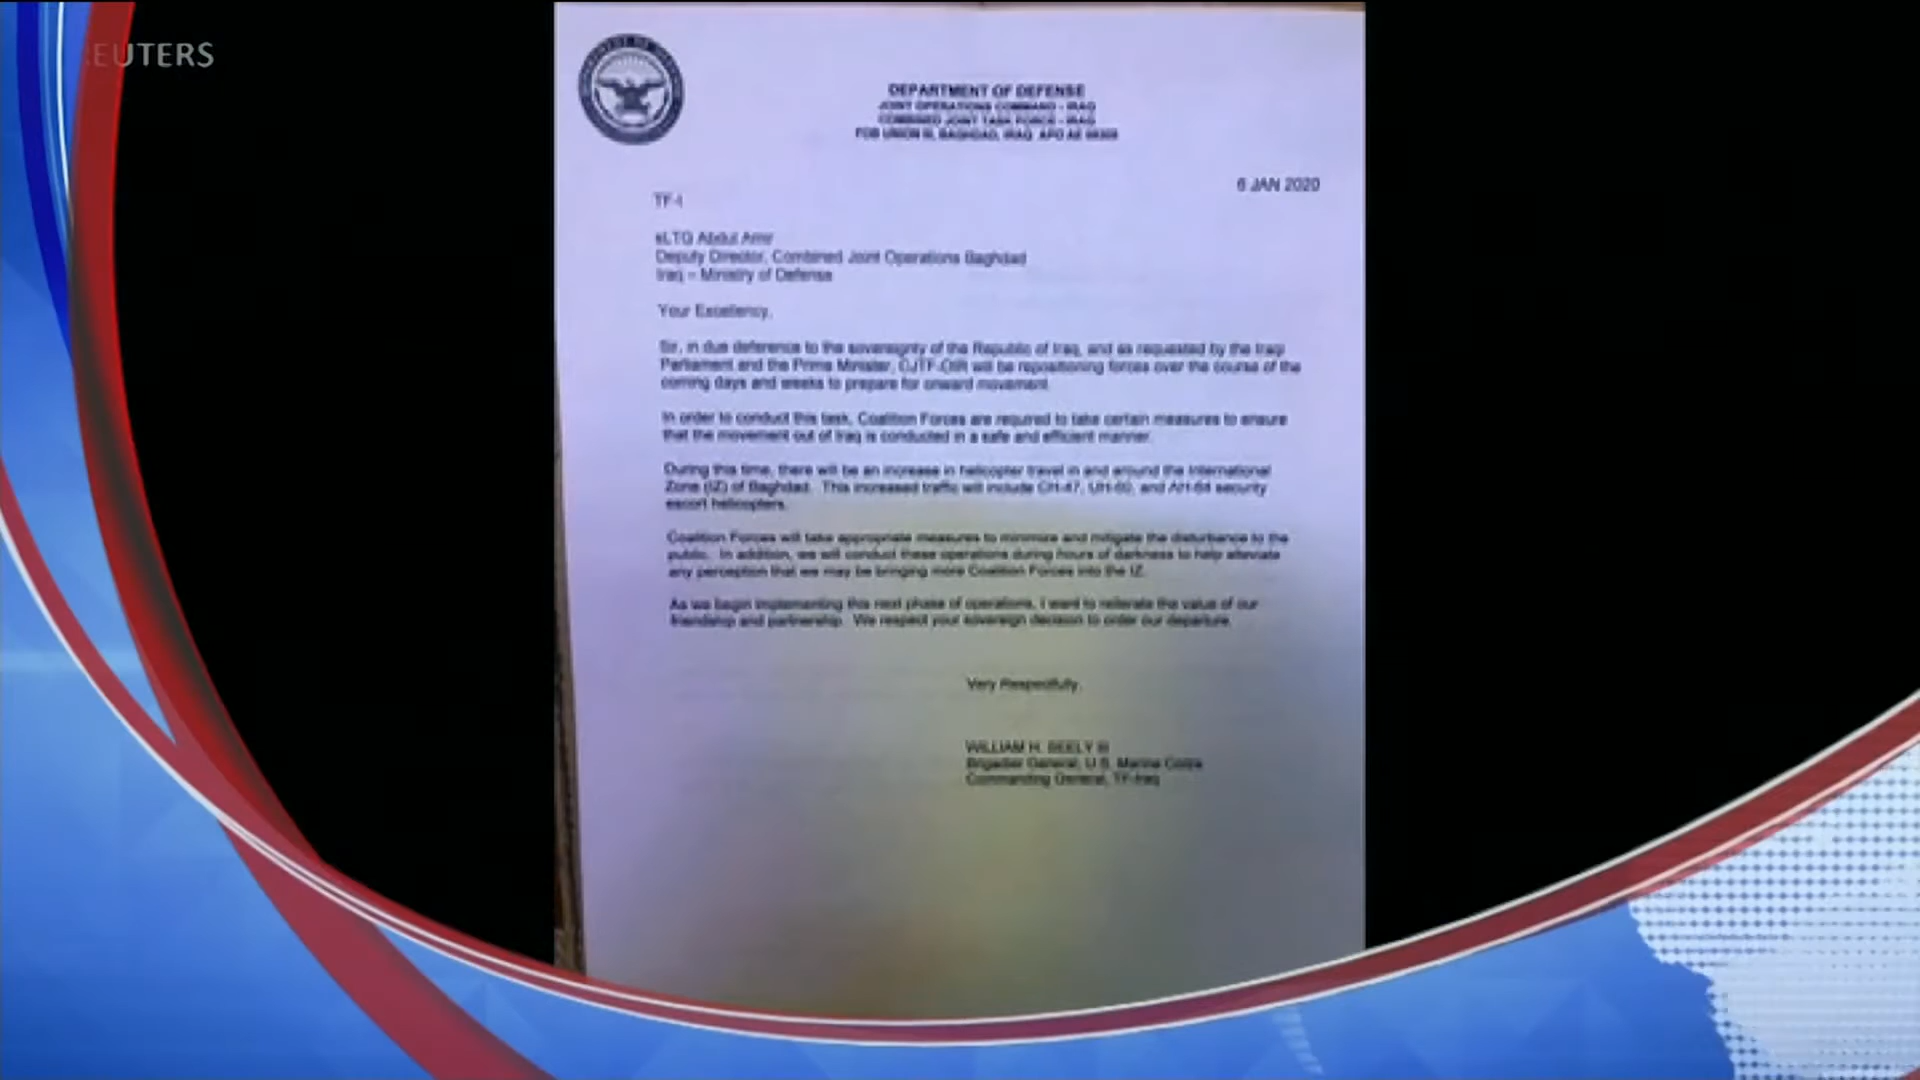 REUTERS
DEPARTMENT OF DEFENSE
JOINT OPERATIONS COMMAND - IRAQ
COMBINED JOINT TASK FORCE - IRAQ
FOB UNION III, BAGHDAD, IRAQ APO AE
6 JAN 2020
TF-I
Abdul Amir
Deputy Director, Combined Joint Operations Baghdad
Iraq – Ministry of Defense
Your Excellency,
Sir, in due deference to the sovereignty of the Republic of Iraq, and as requested by the Iraqi
Parliament and the Prime Minister, CJTF-OIR will be repositioning forces over the course of the
coming days and weeks to prepare for onward movement.
In order to conduct this task, Coalition Forces are required to take certain measures to ensure
that the movement out of Iraq is conducted in a safe and efficient manner.
During this time, there will be an increase in helicopter travel in and around the International
Zone (IZ) of Baghdad. This increased traffic will include CH-47, UH-60, and AH-64 security
escort helicopters.
Coalition Forces will take appropriate measures to minimize and mitigate the disturbance to the
public. In addition, we will conduct these operations during hours of darkness to help alleviate
any perception that we may be bringing more Coalition Forces into the IZ.
As we begin implementing this next phase of operations, I want to reiterate the value of our
friendship and partnership. We respect your sovereign decision to order our departure.
Very Respectfully,
WILLIAM H. SEELY III
Brigadier General, U.S. Marine Corps
Commanding General, TF-Iraq